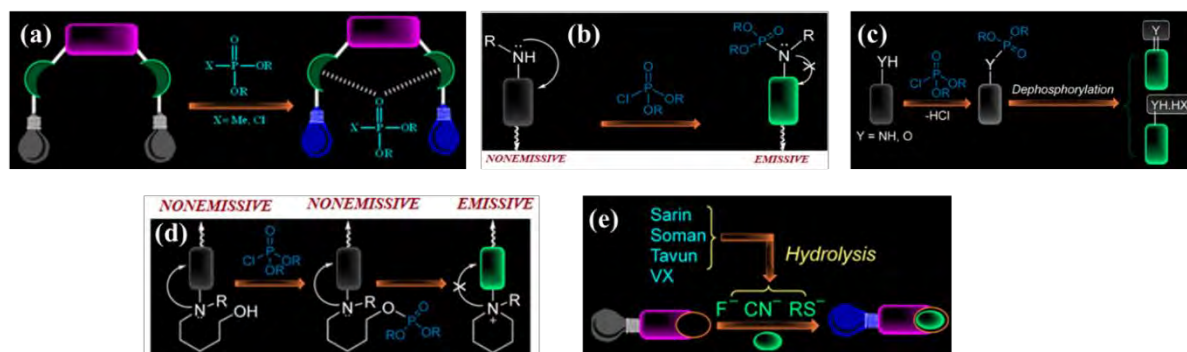 (a)
O
X P OR
OR
X= Me, Cl
O
X P OR
OR
(b)
R NH
O
Cl P OR
OR
O
RO P
RO N R
NONEMISSIVE
EMISSIVE
(c)
YH
O
Cl P OR
OR
-HCl
Y = NH, O
RO OR
P
Y O
Dephosphorylation
Y
YH.HX
NONEMISSIVE NONEMISSIVE EMISSIVE
(d)
O
Cl P OR
OR
N R
OH
N R
O P O
RO OR
N R
+
(e)
Sarin
Soman
Tavun
VX
Hydrolysis
F⁻ CN⁻ RS⁻